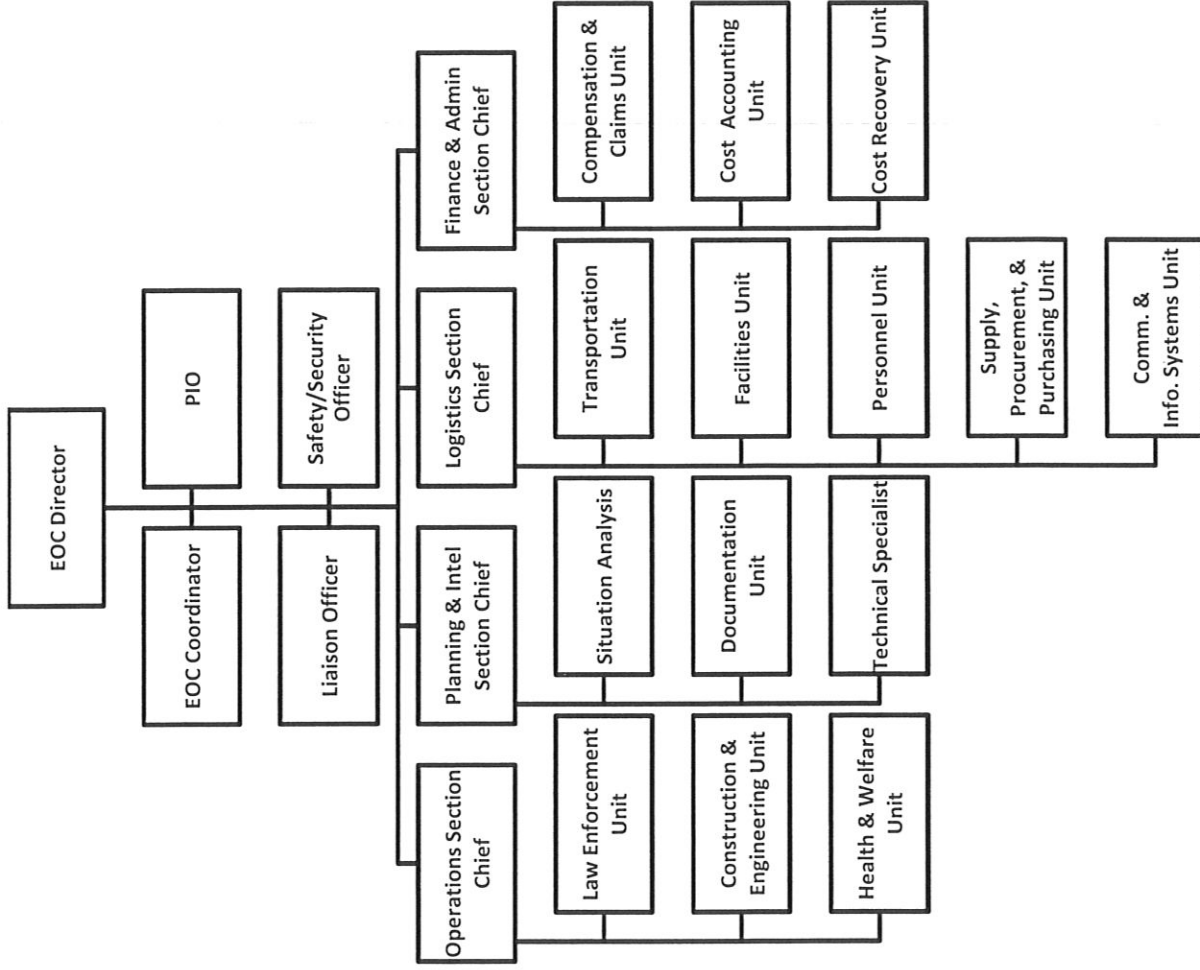 EOC Director
EOC Coordinator
PIO
Liaison Officer
Safety/Security
Officer
Operations Section
Chief
Planning & Intel
Section Chief
Logistics Section
Chief
Finance & Admin
Section Chief
Law Enforcement
Unit
Construction &
Engineering Unit
Health & Welfare
Unit
Situation Analysis
Documentation
Unit
Technical Specialist
Transportation
Unit
Facilities Unit
Personnel Unit
Supply,
Procurement, &
Purchasing Unit
Comm. &
Info. Systems Unit
Compensation &
Claims Unit
Cost Accounting
Unit
Cost Recovery Unit